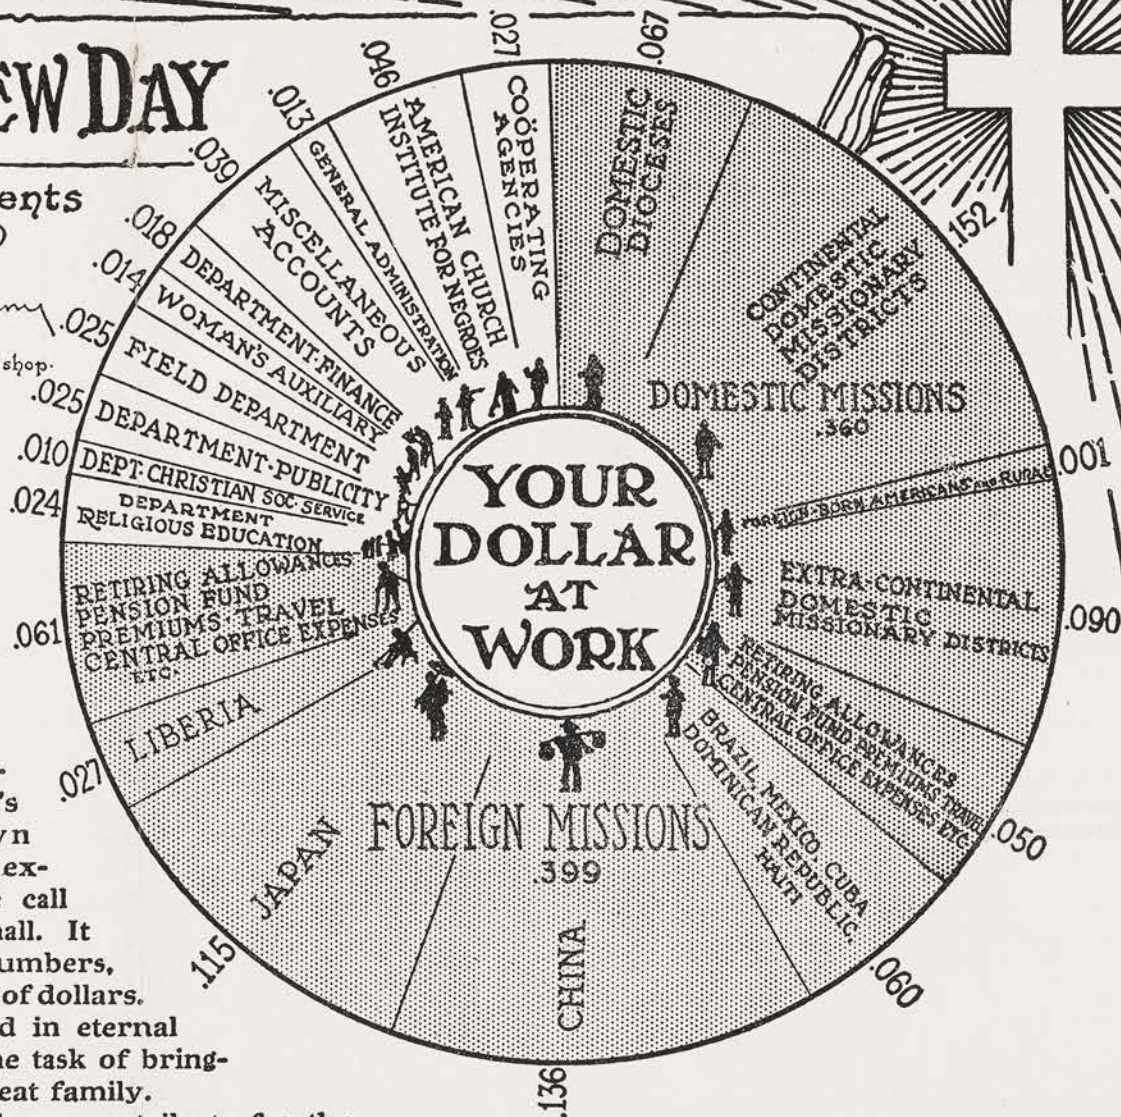 EW DAY
ents
shop.
YOUR
DOLLAR
AT
WORK
.067
DOMESTIC
DIOCESES
.152
CONTINENTAL
DOMESTIC
MISSIONARY
DISTRICTS
DOMESTIC MISSIONS
.360
.001
FOREIGN-BORN AMERICANS AND RURAL
.090
EXTRA-CONTINENTAL
DOMESTIC
MISSIONARY DISTRICTS
.050
RETIRING ALLOWANCES
PENSION FUND PREMIUMS TRAVEL
CENTRAL OFFICE EXPENSES ETC.
.060
BRAZIL, MEXICO, CUBA
DOMINICAN REPUBLIC.
HAITI
FOREIGN MISSIONS
.399
.136
CHINA
.115
JAPAN
.027
LIBERIA
.061
RETIRING ALLOWANCES
PENSION FUND
PREMIUMS-TRAVEL
CENTRAL OFFICE EXPENSES
ETC.
.024
DEPARTMENT
RELIGIOUS EDUCATION
.010
DEPT. CHRISTIAN SOC. SERVICE
.025
DEPARTMENT-PUBLICITY
.025
FIELD DEPARTMENT
.014
WOMAN'S AUXILIARY
.018
DEPARTMENT-FINANCE
.039
MISCELLANEOUS
ACCOUNTS
.013
GENERAL ADMINISTRATION
.046
AMERICAN CHURCH
INSTITUTE FOR NEGROES
.027
COÖPERATING
AGENCIES
's
yn
ex-
call
all. It
umbers,
of dollars.
d in eternal
ne task of bring-
eat family.